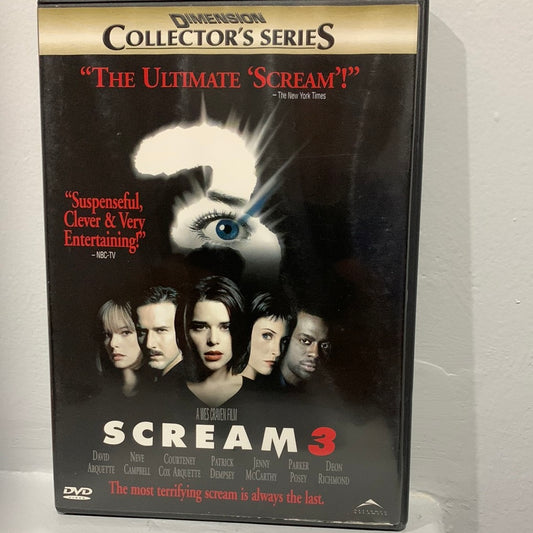 DIMENSION
COLLECTOR'S SERIES
"THE ULTIMATE 'SCREAM'!"
– The New York Times
"Suspenseful,
Clever & Very
Entertaining!"
– NBC-TV
A WES CRAVEN FILM
SCREAM 3
DAVID ARQUETTE
NEVE CAMPBELL
COURTENEY COX ARQUETTE
PATRICK DEMPSEY
JENNY MCCARTHY
PARKER POSEY
DEON RICHMOND
The most terrifying scream is always the last.
DVD
VIDEO